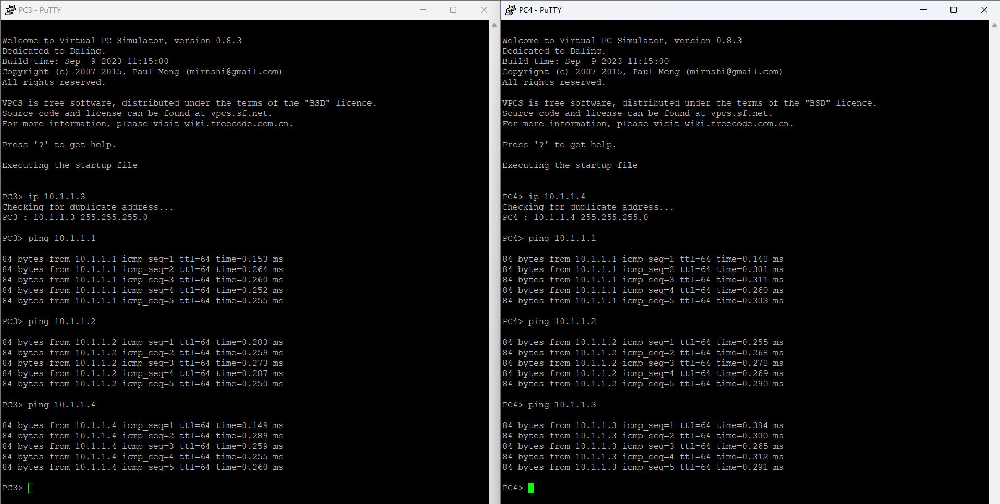 PC3 - PuTTY
Welcome to Virtual PC Simulator, version 0.8.3
Dedicated to Daling.
Build time: Sep  9 2023 11:15:00
Copyright (c) 2007-2015, Paul Meng (mirnshi@gmail.com)
All rights reserved.
VPCS is free software, distributed under the terms of the "BSD" licence.
Source code and license can be found at vpcs.sf.net.
For more information, please visit wiki.freecode.com.cn.
Press '?' to get help.
Executing the startup file
PC3> ip 10.1.1.3
Checking for duplicate address...
PC3 : 10.1.1.3 255.255.255.0
PC3> ping 10.1.1.1
84 bytes from 10.1.1.1 icmp_seq=1 ttl=64 time=0.153 ms
84 bytes from 10.1.1.1 icmp_seq=2 ttl=64 time=0.264 ms
84 bytes from 10.1.1.1 icmp_seq=3 ttl=64 time=0.260 ms
84 bytes from 10.1.1.1 icmp_seq=4 ttl=64 time=0.252 ms
84 bytes from 10.1.1.1 icmp_seq=5 ttl=64 time=0.255 ms
PC3> ping 10.1.1.2
84 bytes from 10.1.1.2 icmp_seq=1 ttl=64 time=0.283 ms
84 bytes from 10.1.1.2 icmp_seq=2 ttl=64 time=0.259 ms
84 bytes from 10.1.1.2 icmp_seq=3 ttl=64 time=0.273 ms
84 bytes from 10.1.1.2 icmp_seq=4 ttl=64 time=0.287 ms
84 bytes from 10.1.1.2 icmp_seq=5 ttl=64 time=0.250 ms
PC3> ping 10.1.1.4
84 bytes from 10.1.1.4 icmp_seq=1 ttl=64 time=0.149 ms
84 bytes from 10.1.1.4 icmp_seq=2 ttl=64 time=0.289 ms
84 bytes from 10.1.1.4 icmp_seq=3 ttl=64 time=0.259 ms
84 bytes from 10.1.1.4 icmp_seq=4 ttl=64 time=0.255 ms
84 bytes from 10.1.1.4 icmp_seq=5 ttl=64 time=0.260 ms
PC3>
PC4 - PuTTY
Welcome to Virtual PC Simulator, version 0.8.3
Dedicated to Daling.
Build time: Sep  9 2023 11:15:00
Copyright (c) 2007-2015, Paul Meng (mirnshi@gmail.com)
All rights reserved.
VPCS is free software, distributed under the terms of the "BSD" licence.
Source code and license can be found at vpcs.sf.net.
For more information, please visit wiki.freecode.com.cn.
Press '?' to get help.
Executing the startup file
PC4> ip 10.1.1.4
Checking for duplicate address...
PC4 : 10.1.1.4 255.255.255.0
PC4> ping 10.1.1.1
84 bytes from 10.1.1.1 icmp_seq=1 ttl=64 time=0.148 ms
84 bytes from 10.1.1.1 icmp_seq=2 ttl=64 time=0.301 ms
84 bytes from 10.1.1.1 icmp_seq=3 ttl=64 time=0.311 ms
84 bytes from 10.1.1.1 icmp_seq=4 ttl=64 time=0.260 ms
84 bytes from 10.1.1.1 icmp_seq=5 ttl=64 time=0.303 ms
PC4> ping 10.1.1.2
84 bytes from 10.1.1.2 icmp_seq=1 ttl=64 time=0.255 ms
84 bytes from 10.1.1.2 icmp_seq=2 ttl=64 time=0.268 ms
84 bytes from 10.1.1.2 icmp_seq=3 ttl=64 time=0.278 ms
84 bytes from 10.1.1.2 icmp_seq=4 ttl=64 time=0.269 ms
84 bytes from 10.1.1.2 icmp_seq=5 ttl=64 time=0.290 ms
PC4> ping 10.1.1.3
84 bytes from 10.1.1.3 icmp_seq=1 ttl=64 time=0.384 ms
84 bytes from 10.1.1.3 icmp_seq=2 ttl=64 time=0.300 ms
84 bytes from 10.1.1.3 icmp_seq=3 ttl=64 time=0.265 ms
84 bytes from 10.1.1.3 icmp_seq=4 ttl=64 time=0.312 ms
84 bytes from 10.1.1.3 icmp_seq=5 ttl=64 time=0.291 ms
PC4>